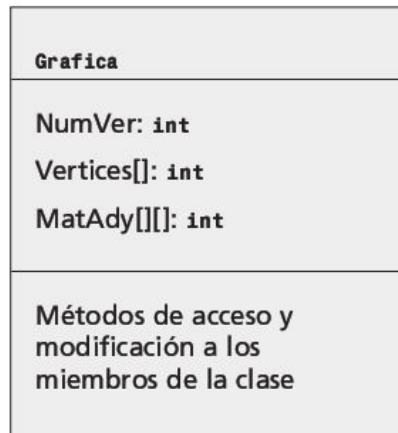 Grafica
NumVer: int
Vertices[]: int
MatAdy[][]: int
Métodos de acceso y
modificación a los
miembros de la clase